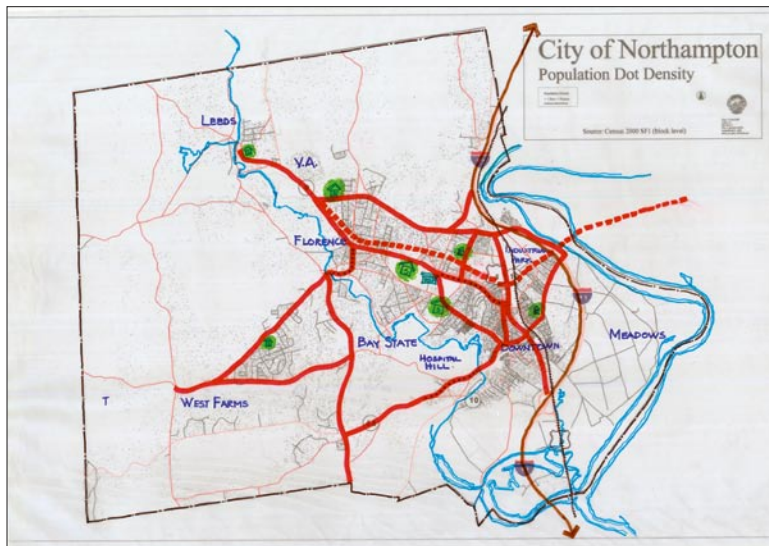 City of Northampton
Population Dot Density
Source: Census 2000 SF1 (block level)
LEEDS
V.A.
FLORENCE
INDUSTRIAL
PARK
BAY STATE
HOSPITAL
HILL
DOWNTOWN
MEADOWS
WEST FARMS
T
10